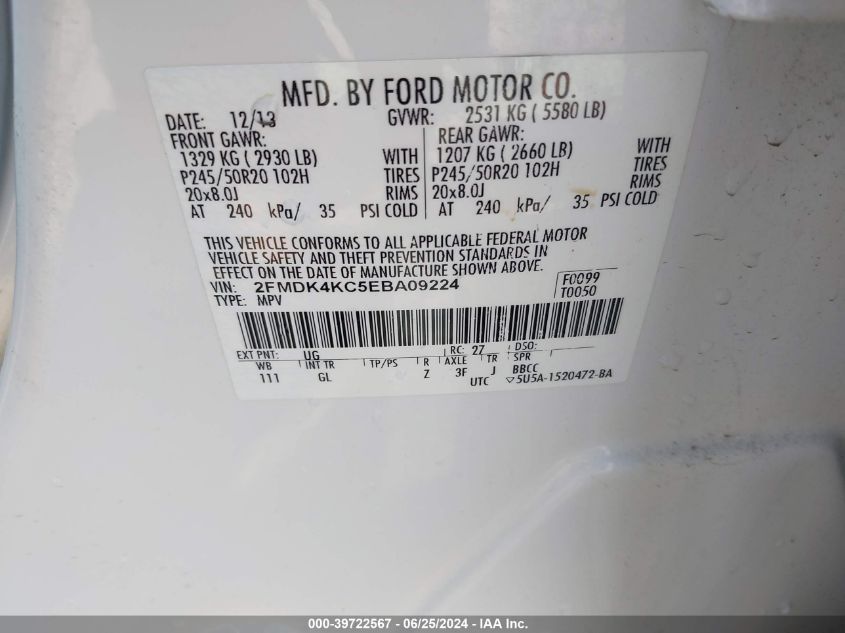 MFD. BY FORD MOTOR CO.
DATE: 12/13 GVWR: 2531 KG ( 5580 LB)
FRONT GAWR: REAR GAWR:
1329 KG ( 2930 LB) WITH 1207 KG ( 2660 LB) WITH
P245/50R20 102H TIRES P245/50R20 102H TIRES
20x8.0J RIMS 20x8.0J RIMS
AT 240 kPa/ 35 PSI COLD AT 240 kPa/ 35 PSI COLD
THIS VEHICLE CONFORMS TO ALL APPLICABLE FEDERAL MOTOR
VEHICLE SAFETY AND THEFT PREVENTION STANDARDS IN
EFFECT ON THE DATE OF MANUFACTURE SHOWN ABOVE.
VIN: 2FMDK4KC5EBA09224 F0099
TYPE: MPV T0050
EXT PNT: UG RC: 27 DSO:
WB INT TR TP/PS R AXLE TR SPR
111 GL Z 3F J BBCC
UTC ▽5U5A-1520472-BA
000-39722567 - 06/25/2024 - IAA Inc.